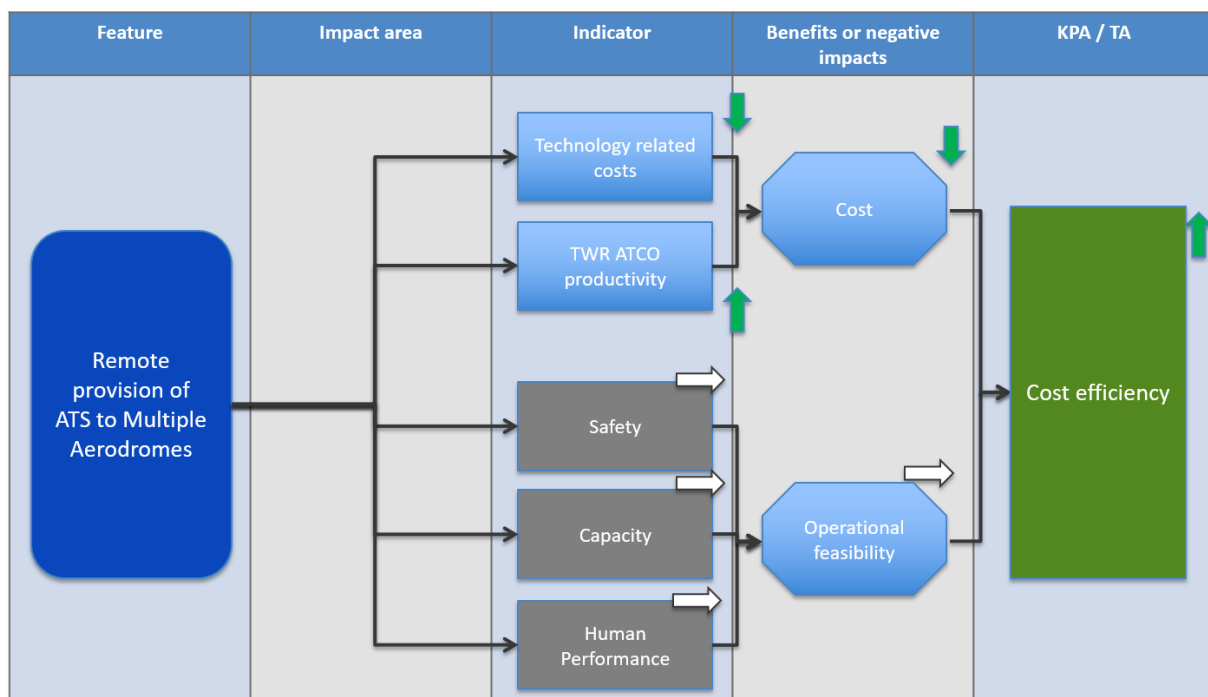 Feature
Impact area
Indicator
Benefits or negative
impacts
KPA / TA
Technology related
costs
Cost
TWR ATCO
productivity
Remote
provision of
ATS to Multiple
Aerodromes
Cost efficiency
Safety
Capacity
Operational
feasibility
Human
Performance